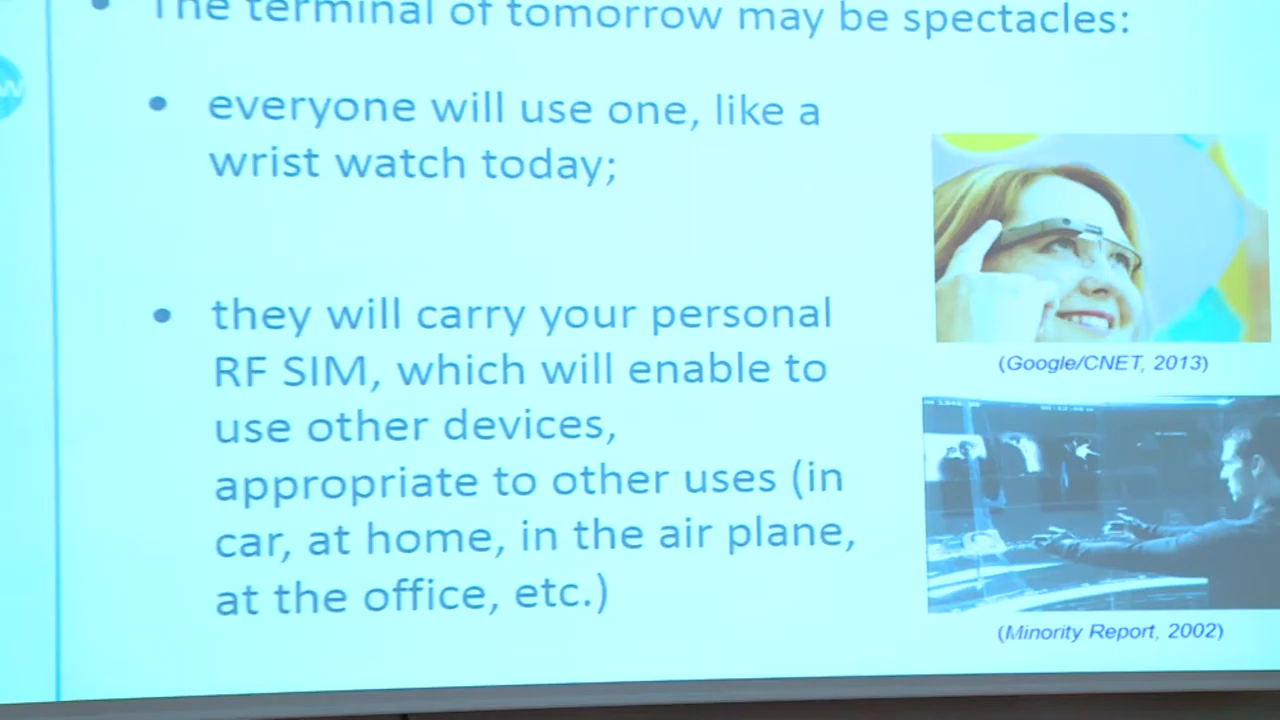 The terminal of tomorrow may be spectacles:
everyone will use one, like a
wrist watch today;
they will carry your personal
RF SIM, which will enable to
use other devices,
appropriate to other uses (in
car, at home, in the air plane,
at the office, etc.)
(Google/CNET, 2013)
(Minority Report, 2002)